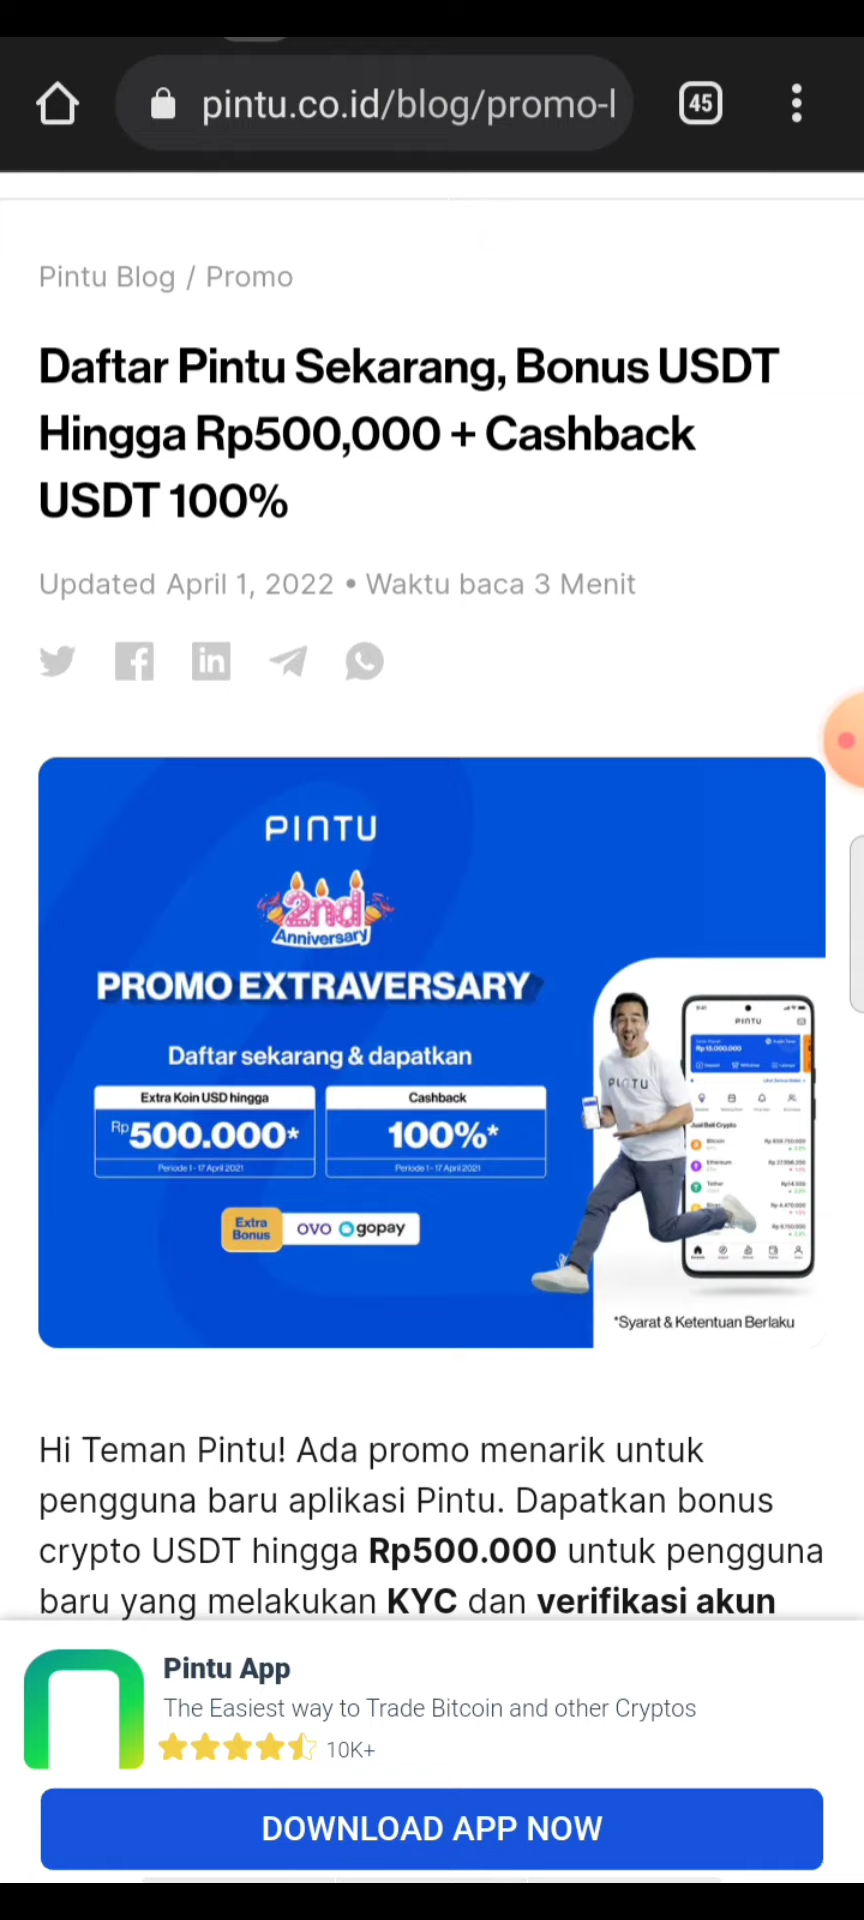 pintu.co.id/blog/promo-l
45
Pintu Blog / Promo
Daftar Pintu Sekarang, Bonus USDT
Hingga Rp500,000 + Cashback
USDT 100%
Updated April 1, 2022 • Waktu baca 3 Menit
PINTU
2nd
Anniversary
PROMO EXTRAVERSARY
Daftar sekarang & dapatkan
Extra Koin USD hingga
Rp500.000*
Periode 1 - 17 April 2021
Cashback
100%*
Periode 1 - 17 April 2021
Extra
Bonus
OVO gopay
PINTU
PINTU
*Syarat & Ketentuan Berlaku
Hi Teman Pintu! Ada promo menarik untuk
pengguna baru aplikasi Pintu. Dapatkan bonus
crypto USDT hingga Rp500.000 untuk pengguna
baru yang melakukan KYC dan verifikasi akun
Pintu App
The Easiest way to Trade Bitcoin and other Cryptos
10K+
DOWNLOAD APP NOW